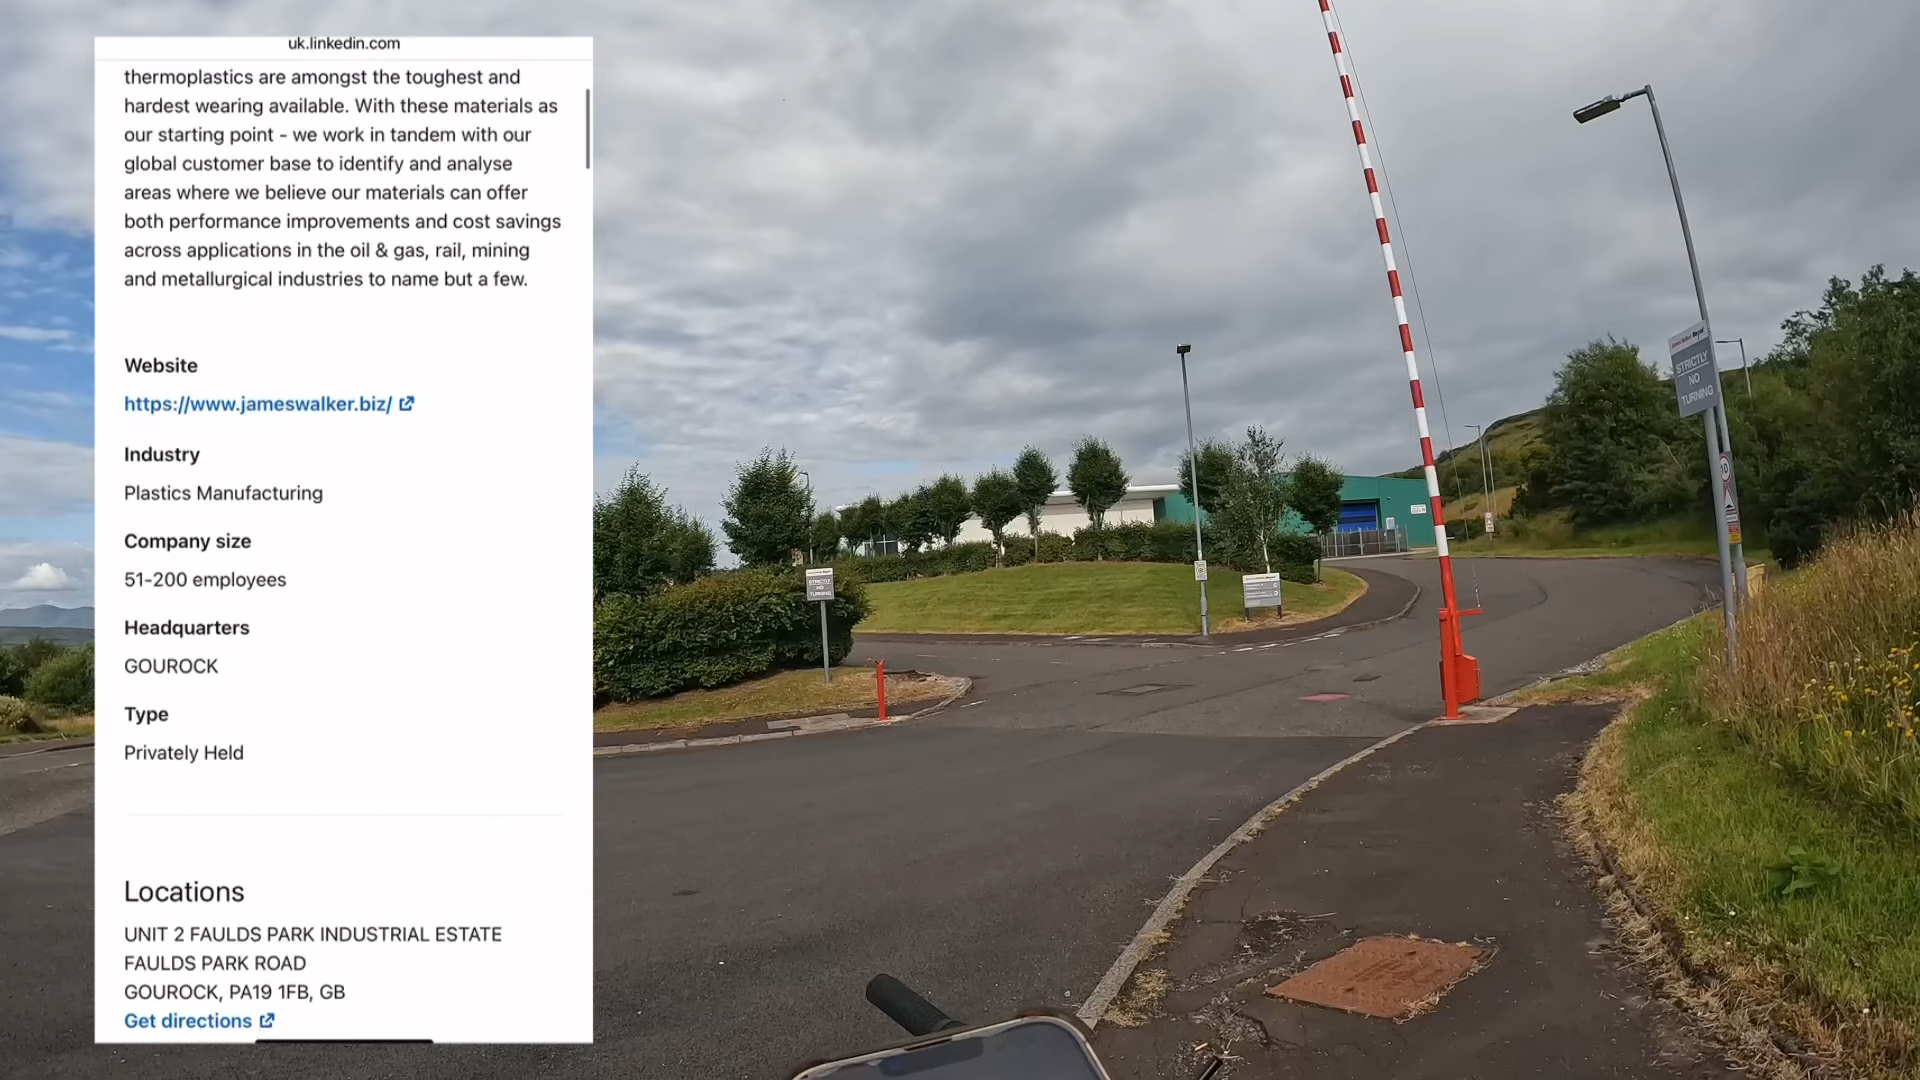 uk.linkedin.com
thermoplastics are amongst the toughest and
hardest wearing available. With these materials as
our starting point - we work in tandem with our
global customer base to identify and analyse
areas where we believe our materials can offer
both performance improvements and cost savings
across applications in the oil & gas, rail, mining
and metallurgical industries to name but a few.
Website
https://www.jameswalker.biz/
Industry
Plastics Manufacturing
Company size
51-200 employees
Headquarters
GOUROCK
Type
Privately Held
Locations
UNIT 2 FAULDS PARK INDUSTRIAL ESTATE
FAULDS PARK ROAD
GOUROCK, PA19 1FB, GB
Get directions
STRICTLY
NO
TURNING
STRICTLY
NO
TURNING
10